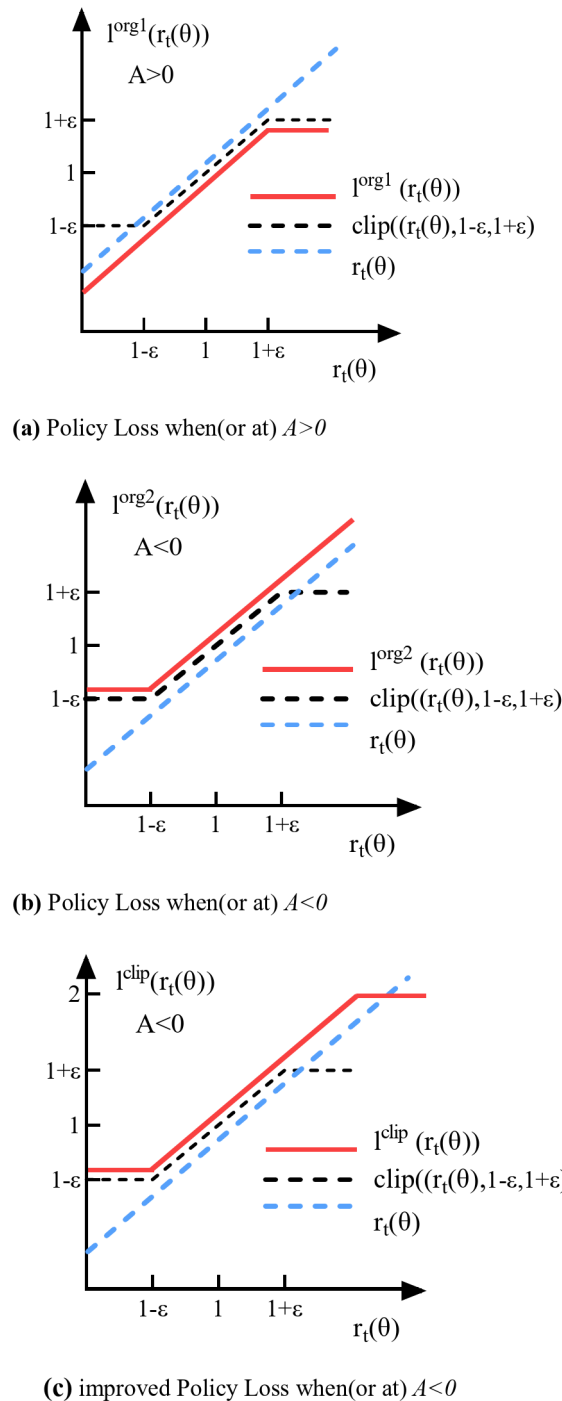 l^org1(r_t(θ))
A>0
1+ε
1
1-ε
l^org1 (r_t(θ))
clip((r_t(θ),1-ε,1+ε)
r_t(θ)
1-ε 1 1+ε
r_t(θ)
(a) Policy Loss when(or at) A>0
l^org2(r_t(θ))
A<0
1+ε
1
1-ε
l^org2 (r_t(θ))
clip((r_t(θ),1-ε,1+ε)
r_t(θ)
1-ε 1 1+ε
r_t(θ)
(b) Policy Loss when(or at) A<0
l^clip(r_t(θ))
2
A<0
1+ε
1
1-ε
l^clip (r_t(θ))
clip((r_t(θ),1-ε,1+ε)
r_t(θ)
1-ε 1 1+ε
r_t(θ)
(c) improved Policy Loss when(or at) A<0